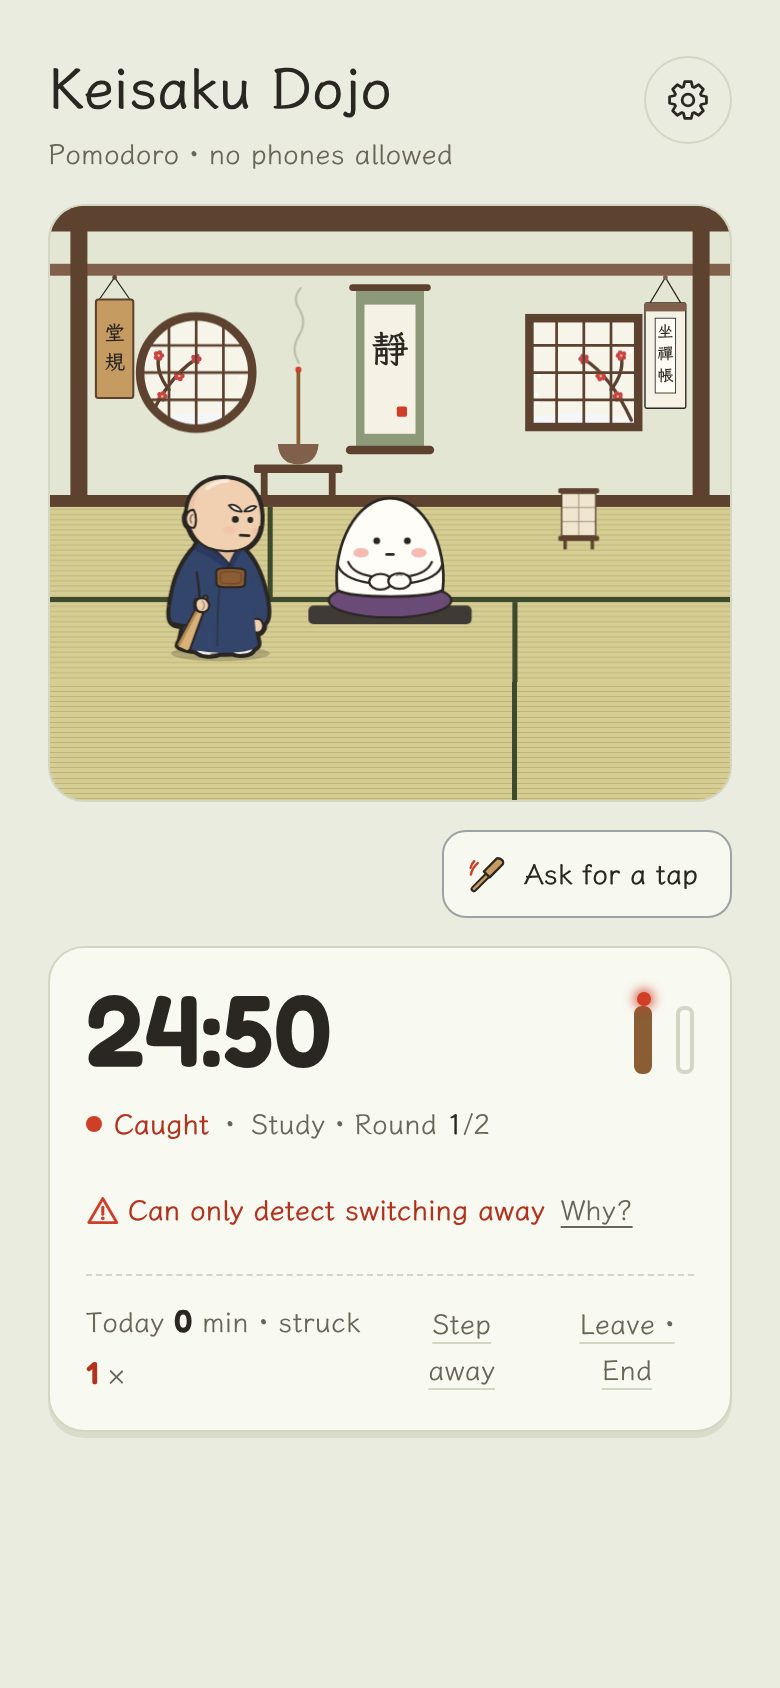 Keisaku Dojo
Pomodoro • no phones allowed
堂規
靜
坐禪帳
Ask for a tap
24:50
Caught • Study • Round 1/2
Can only detect switching away Why?
Today 0 min • struck
1 ×
Step
away
Leave •
End